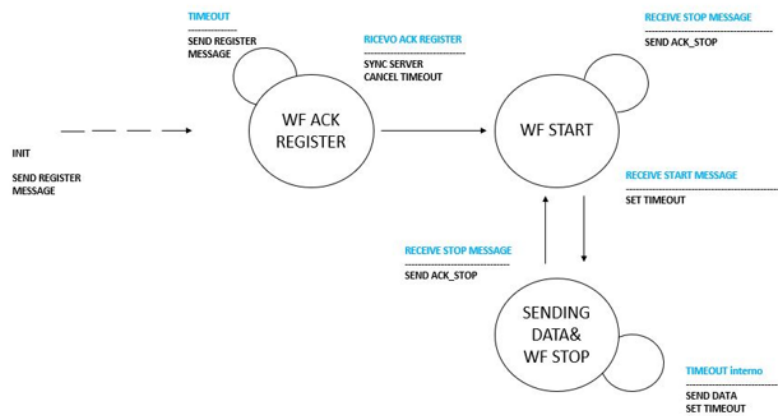 TIMEOUT
SEND REGISTER
MESSAGE
RICEVO ACK REGISTER
SYNC SERVER
CANCEL TIMEOUT
RECEIVE STOP MESSAGE
SEND ACK_STOP
WF ACK
REGISTER
WF START
INIT
SEND REGISTER
MESSAGE
RECEIVE START MESSAGE
SET TIMEOUT
RECEIVE STOP MESSAGE
SEND ACK_STOP
SENDING
DATA&
WF STOP
TIMEOUT interno
SEND DATA
SET TIMEOUT